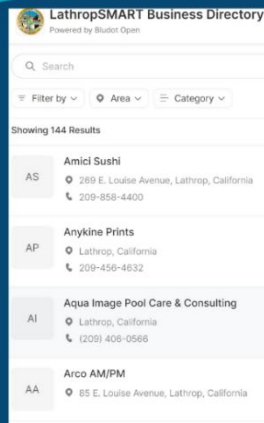 LathropSMART Business Directory
Powered by Bludot Open
Search
Filter by
Area
Category
Showing 144 Results
AS
Amici Sushi
269 E. Louise Avenue, Lathrop, California
209-858-4400
AP
Anykine Prints
Lathrop, California
209-456-4632
AI
Aqua Image Pool Care & Consulting
Lathrop, California
(209) 406-0566
AA
Arco AM/PM
85 E. Louise Avenue, Lathrop, California